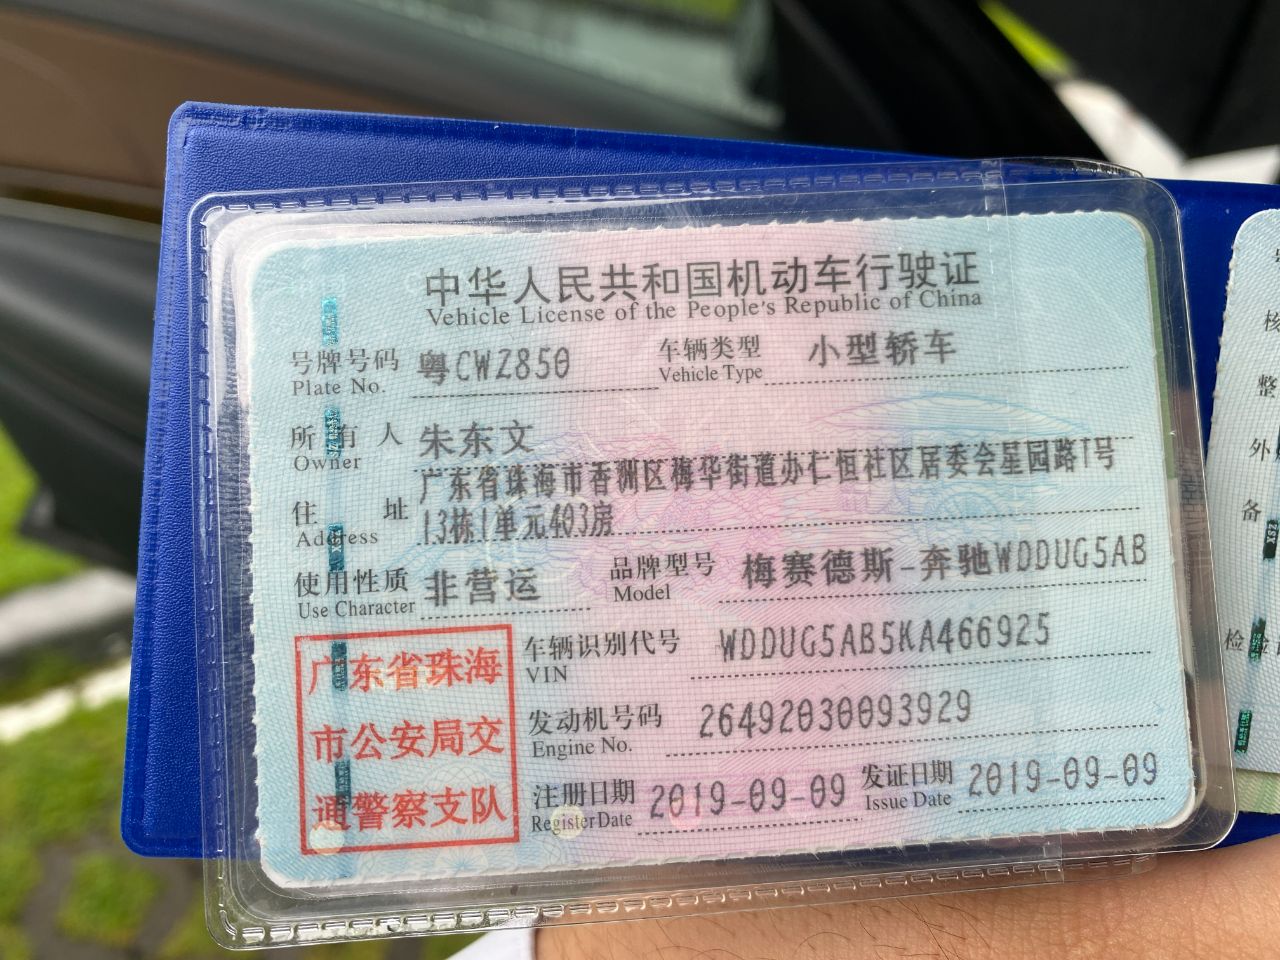 中华人民共和国机动车行驶证
Vehicle License of the People's Republic of China
号牌号码 粤CWZ850 车辆类型 小型轿车
Plate No. Vehicle Type
所有人 朱东文
Owner
住址 广东省珠海市香洲区梅华街道办仁恒社区居委会星园路1号
Address 13栋1单元403房
使用性质 非营运 品牌型号 梅赛德斯-奔驰WDDUG5AB
Use Character Model
车辆识别代号 WDDUG5AB5KA466925
VIN
发动机号码 26492030093929
Engine No.
注册日期 2019-09-09 发证日期 2019-09-09
Register Date Issue Date
广东省珠海
市公安局交
通警察支队
核
整
外
备
检